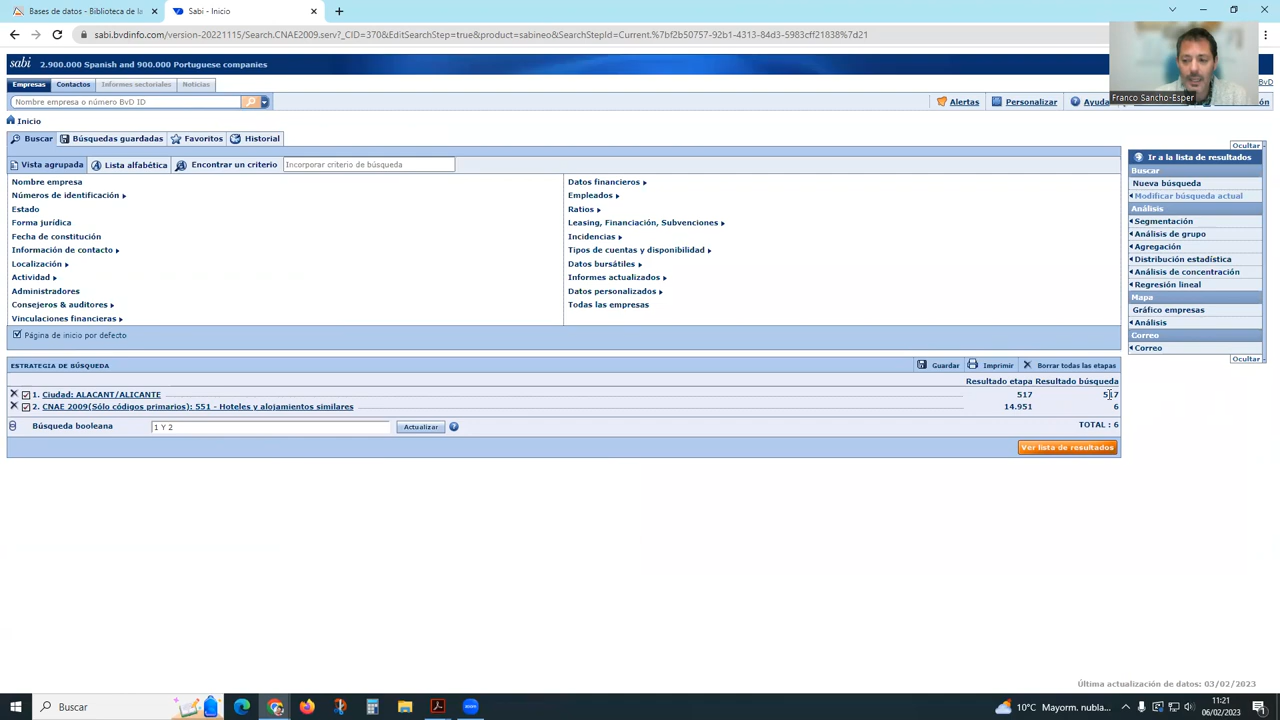 Bases de datos - Biblioteca de la
Sabi - Inicio
sabi.bvdinfo.com/version-20221115/Search.CNAE2009.serv?_CID=370&EditSearchStep=true&product=sabineo&SearchStepId=Current.%7bf2b50757-92b1-4313-84d3-5983cff21838%7d21
sabi 2.900.000 Spanish and 900.000 Portuguese companies
Empresas Contactos Informes sectoriales Noticias
Nombre empresa o número BvD ID
Alertas Personalizar Ayuda
Franco Sancho-Esper
Inicio
Buscar Búsquedas guardadas Favoritos Historial
Vista agrupada Lista alfabética Encontrar un criterio Incorporar criterio de búsqueda
Nombre empresa
Números de identificación
Estado
Forma jurídica
Fecha de constitución
Información de contacto
Localización
Actividad
Administradores
Consejeros & auditores
Vinculaciones financieras
Datos financieros
Empleados
Ratios
Leasing, Financiación, Subvenciones
Incidencias
Tipos de cuentas y disponibilidad
Datos bursátiles
Informes actualizados
Datos personalizados
Todas las empresas
Página de inicio por defecto
Ocultar
Ir a la lista de resultados
Buscar
Nueva búsqueda
Modificar búsqueda actual
Análisis
Segmentación
Análisis de grupo
Agregación
Distribución estadística
Análisis de concentración
Regresión lineal
Mapa
Gráfico empresas
Análisis
Correo
Correo
Ocultar
ESTRATEGIA DE BÚSQUEDA Guardar Imprimir Borrar todas las etapas
Resultado etapa Resultado búsqueda
1. Ciudad: ALACANT/ALICANTE 517 517
2. CNAE 2009(Sólo códigos primarios): 551 - Hoteles y alojamientos similares 14.951 6
Búsqueda booleana 1 Y 2 Actualizar TOTAL : 6
Ver lista de resultados
Última actualización de datos: 03/02/2023
Buscar
10°C Mayorm. nubla...
11:21
06/02/2023